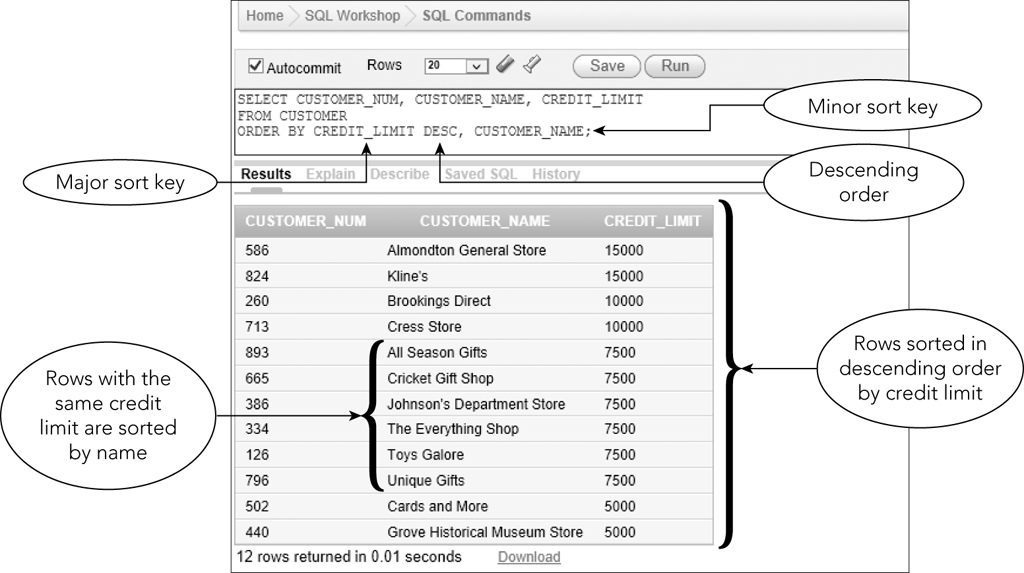 Home SQL Workshop SQL Commands
Autocommit Rows 20 Save Run
SELECT CUSTOMER_NUM, CUSTOMER_NAME, CREDIT_LIMIT
FROM CUSTOMER
ORDER BY CREDIT_LIMIT DESC, CUSTOMER_NAME;
Minor sort key
Major sort key
Descending
order
Results Explain Describe Saved SQL History
CUSTOMER_NUM CUSTOMER_NAME CREDIT_LIMIT
586 Almondton General Store 15000
824 Kline's 15000
260 Brookings Direct 10000
713 Cress Store 10000
893 All Season Gifts 7500
665 Cricket Gift Shop 7500
386 Johnson's Department Store 7500
334 The Everything Shop 7500
126 Toys Galore 7500
796 Unique Gifts 7500
502 Cards and More 5000
440 Grove Historical Museum Store 5000
Rows with the
same credit
limit are sorted
by name
Rows sorted in
descending order
by credit limit
12 rows returned in 0.01 seconds Download